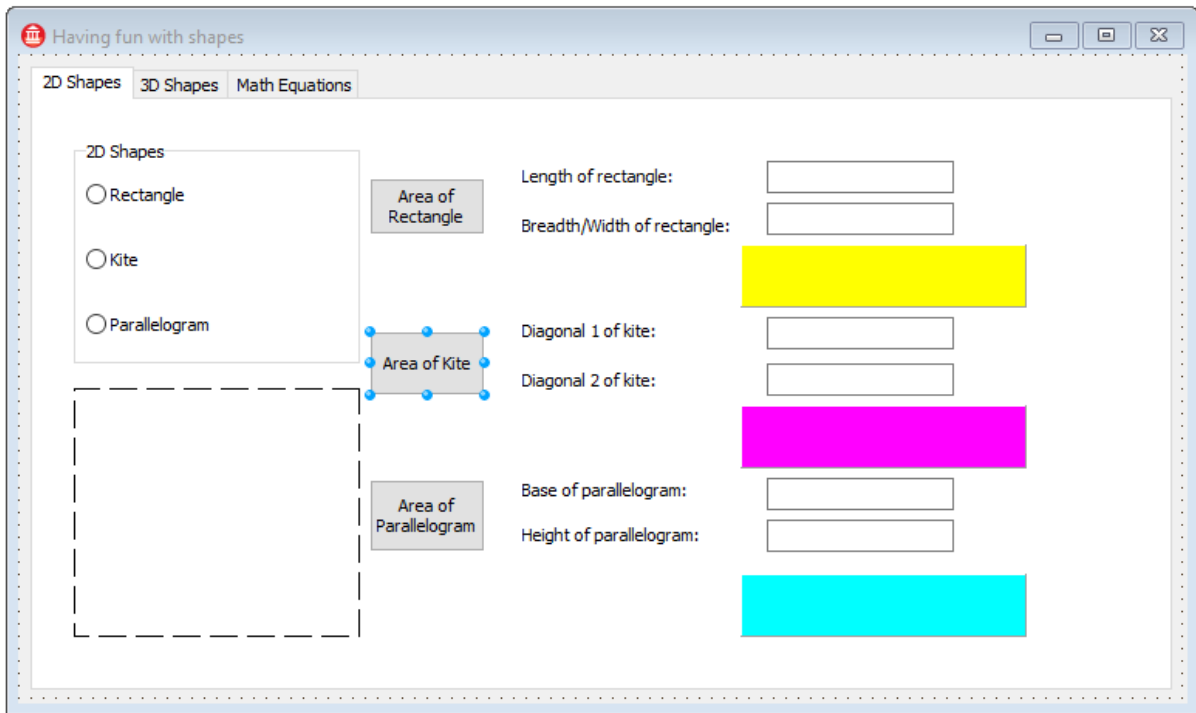 Having fun with shapes
2D Shapes
3D Shapes
Math Equations
2D Shapes
Rectangle
Kite
Parallelogram
Area of
Rectangle
Area of Kite
Area of
Parallelogram
Length of rectangle:
Breadth/Width of rectangle:
Diagonal 1 of kite:
Diagonal 2 of kite:
Base of parallelogram:
Height of parallelogram: